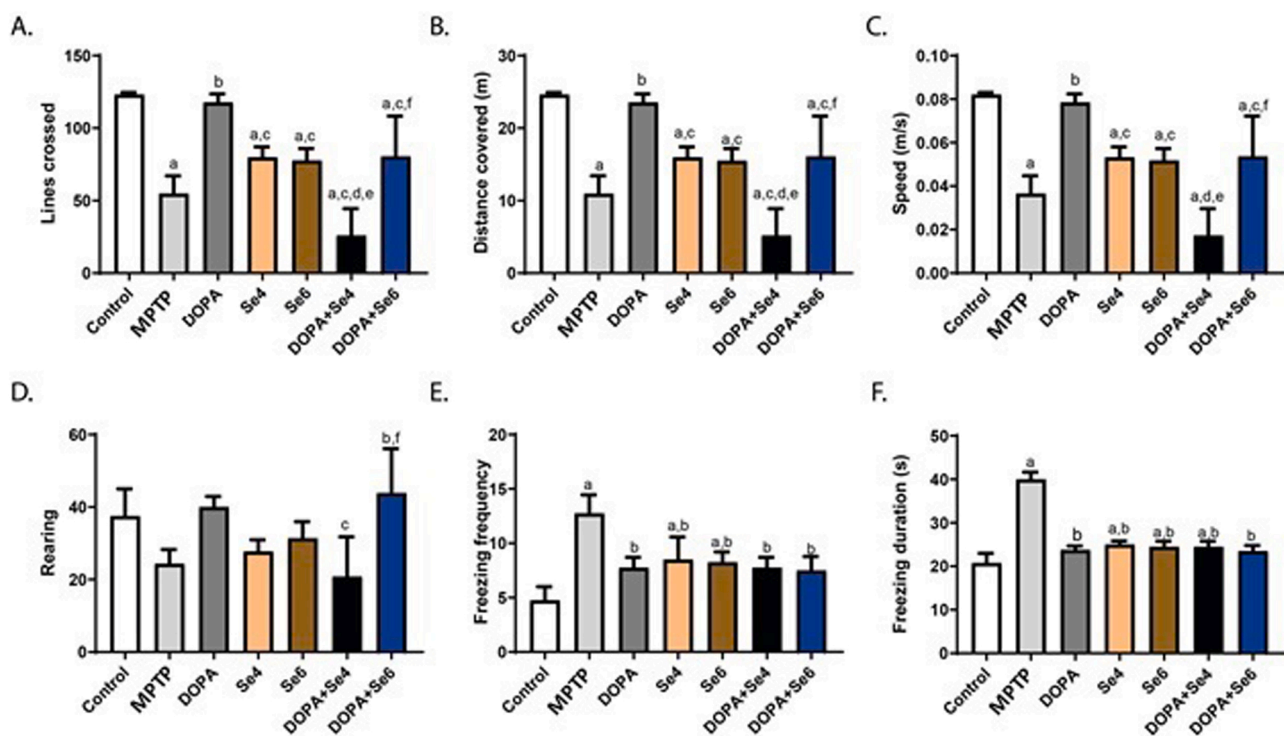 A.
Lines crossed
150
100
50
0
a
b
a,c
a,c
a,c,d,e
a,c,f
Control
MPTP
DOPA
Se4
Se6
DOPA+Se4
DOPA+Se6
B.
Distance covered (m)
30
20
10
0
a
b
a,c
a,c
a,c,d,e
a,c,f
Control
MPTP
DOPA
Se4
Se6
DOPA+Se4
DOPA+Se6
C.
Speed (m/s)
0.10
0.08
0.06
0.04
0.02
0.00
a
b
a,c
a,c
a,d,e
a,c,f
Control
MPTP
DOPA
Se4
Se6
DOPA+Se4
DOPA+Se6
D.
Rearing
60
40
20
0
c
b,f
Control
MPTP
DOPA
Se4
Se6
DOPA+Se4
DOPA+Se6
E.
Freezing frequency
20
15
10
5
0
a
b
a,b
a,b
b
b
Control
MPTP
DOPA
Se4
Se6
DOPA+Se4
DOPA+Se6
F.
Freezing duration (s)
50
40
30
20
10
0
a
b
a,b
a,b
a,b
b
Control
MPTP
DOPA
Se4
Se6
DOPA+Se4
DOPA+Se6